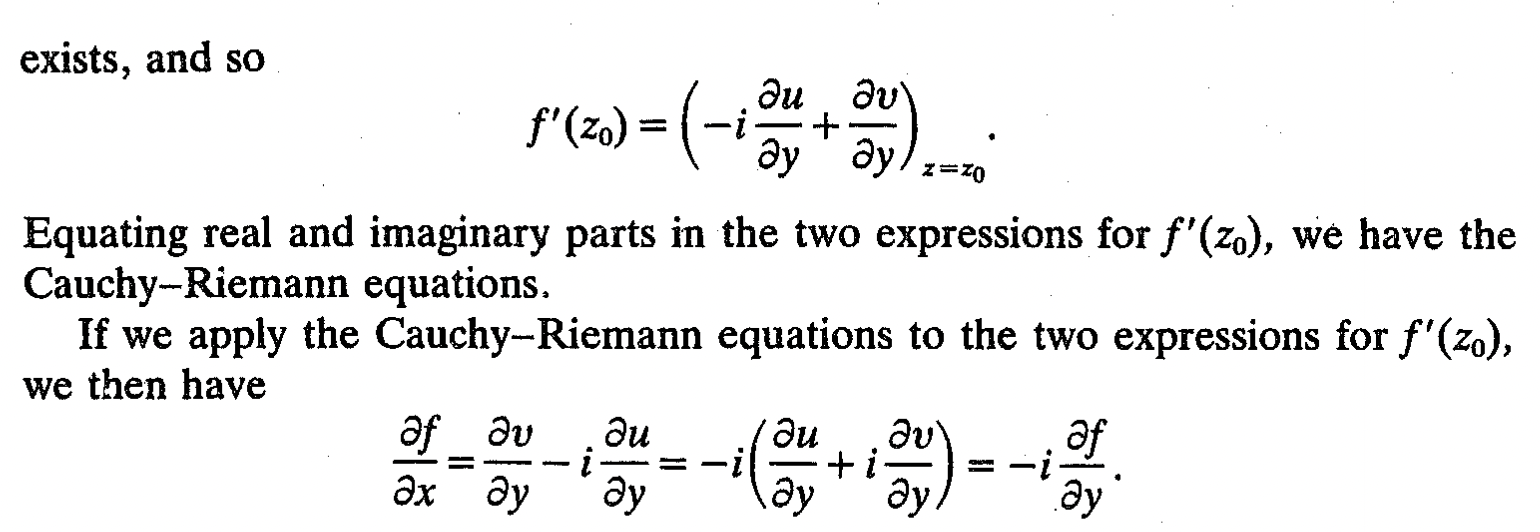 exists, and so
f′(z₀) = (−i ∂u/∂y + ∂v/∂y)_{z=z₀}.
Equating real and imaginary parts in the two expressions for f′(z₀), we have the
Cauchy–Riemann equations.
If we apply the Cauchy–Riemann equations to the two expressions for f′(z₀),
we then have
∂f/∂x = ∂v/∂y − i ∂u/∂y = −i(∂u/∂y + i ∂v/∂y) = −i ∂f/∂y.